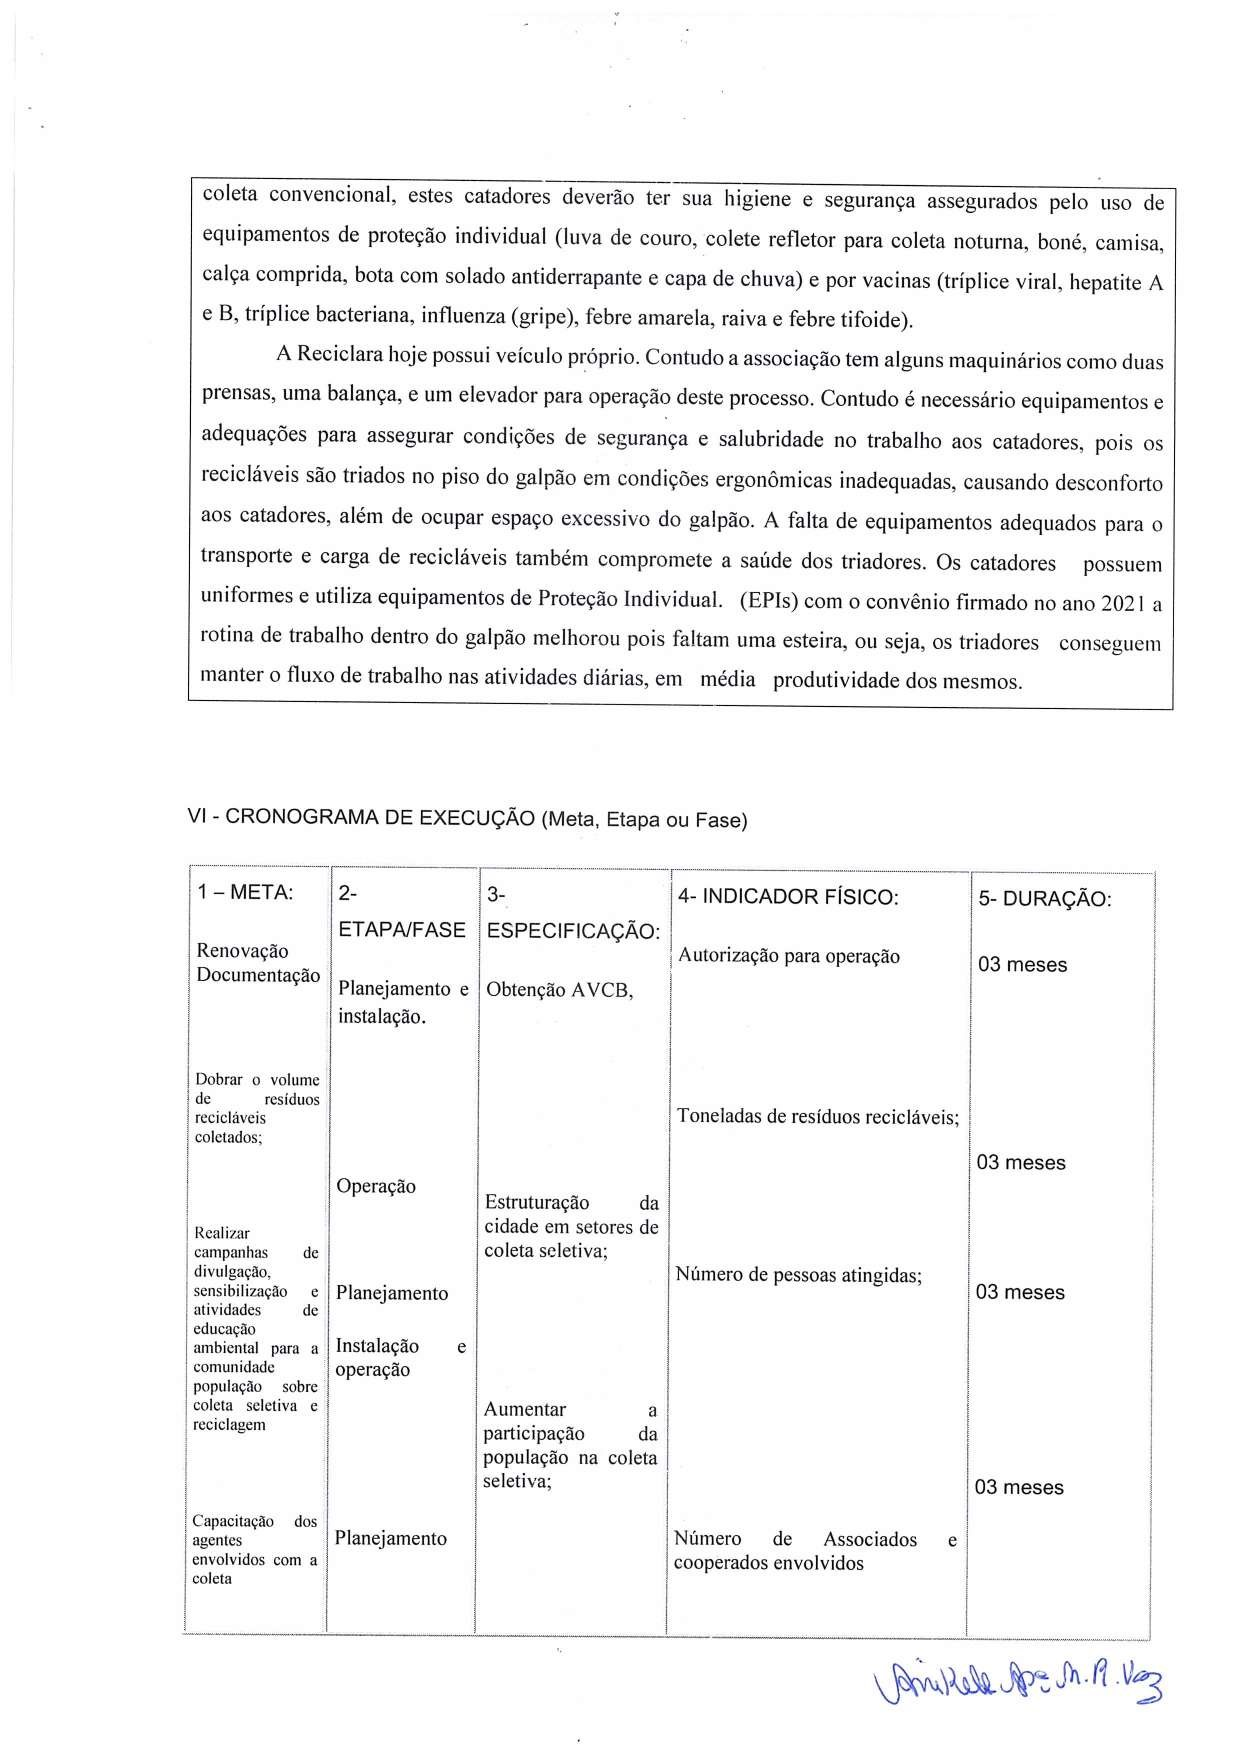 coleta convencional, estes catadores deverão ter sua higiene e segurança assegurados pelo uso de
equipamentos de proteção individual (luva de couro, colete refletor para coleta noturna, boné, camisa,
calça comprida, bota com solado antiderrapante e capa de chuva) e por vacinas (tríplice viral, hepatite A
e B, tríplice bacteriana, influenza (gripe), febre amarela, raiva e febre tifoide).
A Reciclara hoje possui veículo próprio. Contudo a associação tem alguns maquinários como duas
prensas, uma balança, e um elevador para operação deste processo. Contudo é necessário equipamentos e
adequações para assegurar condições de segurança e salubridade no trabalho aos catadores, pois os
recicláveis são triados no piso do galpão em condições ergonômicas inadequadas, causando desconforto
aos catadores, além de ocupar espaço excessivo do galpão. A falta de equipamentos adequados para o
transporte e carga de recicláveis também compromete a saúde dos triadores. Os catadores possuem
uniformes e utiliza equipamentos de Proteção Individual. (EPIs) com o convênio firmado no ano 2021 a
rotina de trabalho dentro do galpão melhorou pois faltam uma esteira, ou seja, os triadores conseguem
manter o fluxo de trabalho nas atividades diárias, em média produtividade dos mesmos.
VI - CRONOGRAMA DE EXECUÇÃO (Meta, Etapa ou Fase)
1 – META:
Renovação
Documentação
Dobrar o volume
de resíduos
recicláveis
coletados;
Realizar
campanhas de
divulgação,
sensibilização e
atividades de
educação
ambiental para a
comunidade
população sobre
coleta seletiva e
reciclagem
Capacitação dos
agentes
envolvidos com a
coleta
2-
ETAPA/FASE
Planejamento e
instalação.
Operação
Planejamento
Instalação e
operação
Planejamento
3-
ESPECIFICAÇÃO:
Obtenção AVCB,
Estruturação da
cidade em setores de
coleta seletiva;
Aumentar a
participação da
população na coleta
seletiva;
4- INDICADOR FÍSICO:
Autorização para operação
Toneladas de resíduos recicláveis;
Número de pessoas atingidas;
Número de Associados e
cooperados envolvidos
5- DURAÇÃO:
03 meses
03 meses
03 meses
03 meses